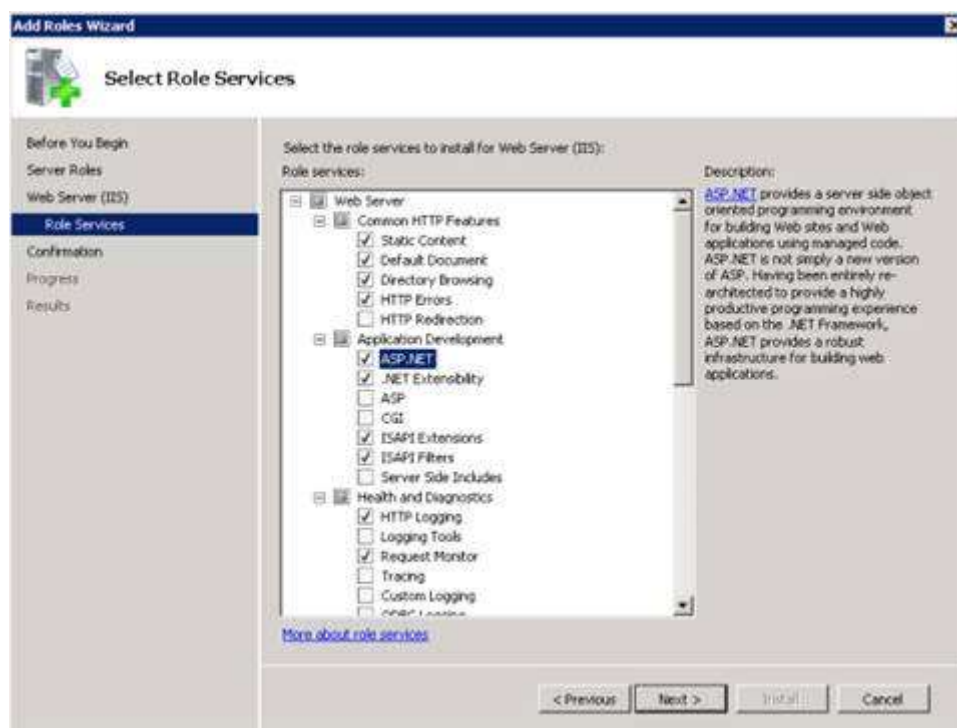 Add Roles Wizard
Select Role Services
Before You Begin
Server Roles
Web Server (IIS)
Role Services
Confirmation
Progress
Results
Select the role services to install for Web Server (IIS):
Role services:
Web Server
Common HTTP Features
Static Content
Default Document
Directory Browsing
HTTP Errors
HTTP Redirection
Application Development
ASP.NET
.NET Extensibility
ASP
CGI
ISAPI Extensions
ISAPI Filters
Server Side Includes
Health and Diagnostics
HTTP Logging
Logging Tools
Request Monitor
Tracing
Custom Logging
ODBC Logging
More about role services
Description:
ASP.NET provides a server side object
oriented programming environment
for building Web sites and Web
applications using managed code.
ASP.NET is not simply a new version
of ASP. Having been entirely re-
architected to provide a highly
productive programming experience
based on the .NET Framework,
ASP.NET provides a robust
infrastructure for building web
applications.
< Previous
Next >
Install
Cancel